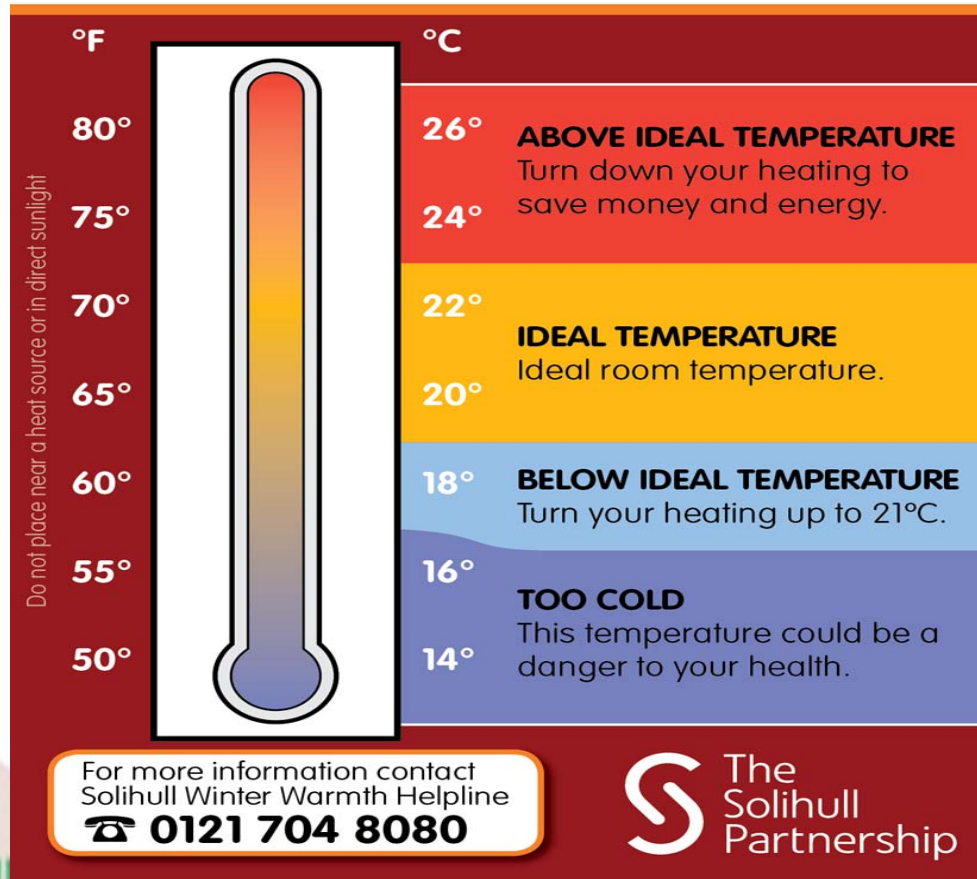 °F
°C
80°
26°
ABOVE IDEAL TEMPERATURE
Turn down your heating to
save money and energy.
75°
24°
70°
22°
IDEAL TEMPERATURE
Ideal room temperature.
65°
20°
60°
18°
BELOW IDEAL TEMPERATURE
Turn your heating up to 21°C.
55°
16°
TOO COLD
This temperature could be a
danger to your health.
50°
14°
Do not place near a heat source or in direct sunlight
For more information contact
Solihull Winter Warmth Helpline
☎ 0121 704 8080
The
Solihull
Partnership